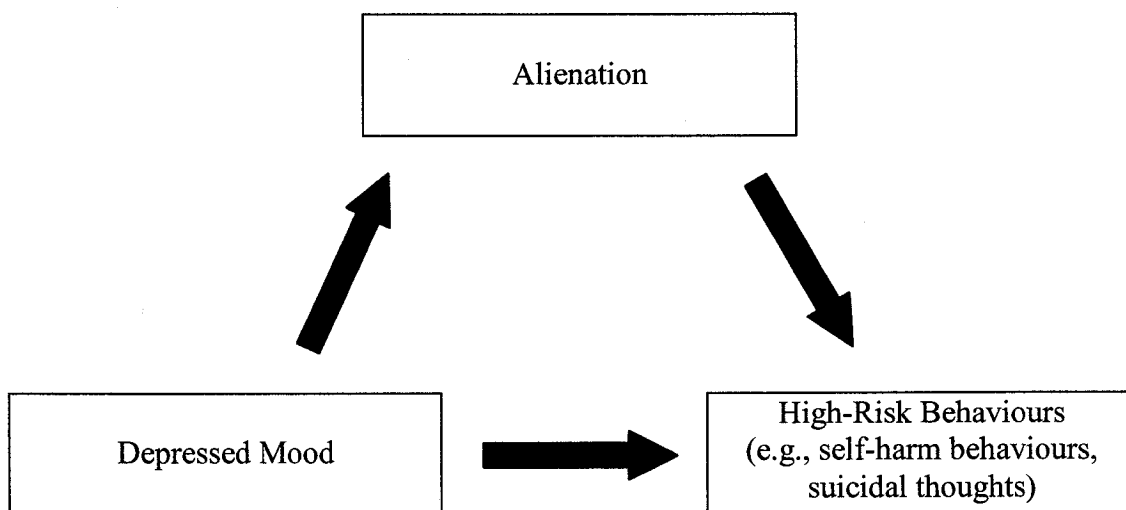 Alienation
Depressed Mood
High-Risk Behaviours
(e.g., self-harm behaviours,
suicidal thoughts)